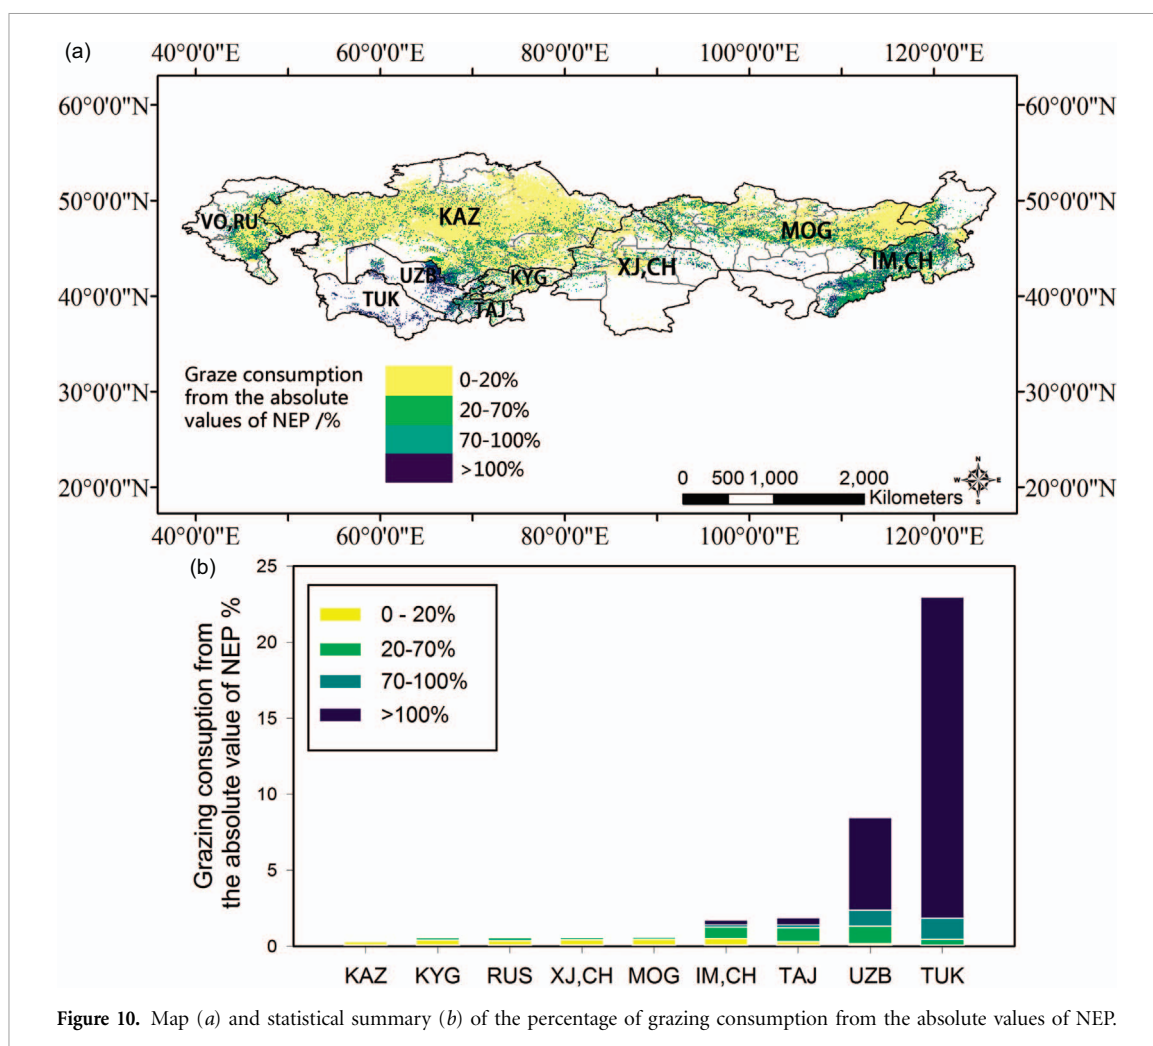 (a)
40°0'0"E 60°0'0"E 80°0'0"E 100°0'0"E 120°0'0"E
60°0'0"N 60°0'0"N
50°0'0"N 50°0'0"N
VO,RU KAZ MOG
UZB KYG XJ,CH IM,CH
40°0'0"N TUK TAJ 40°0'0"N
Graze consumption
from the absolute
values of NEP /%
0-20%
20-70%
70-100%
>100%
30°0'0"N 30°0'0"N
0 500 1,000 2,000
Kilometers
N
W E
S
20°0'0"N 20°0'0"N
40°0'0"E 60°0'0"E 80°0'0"E 100°0'0"E 120°0'0"E
(b)
Grazing consuption from
the absolute value of NEP %
25
20
15
10
5
0
0 - 20%
20-70%
70-100%
>100%
KAZ KYG RUS XJ,CH MOG IM,CH TAJ UZB TUK
Figure 10. Map (a) and statistical summary (b) of the percentage of grazing consumption from the absolute values of NEP.